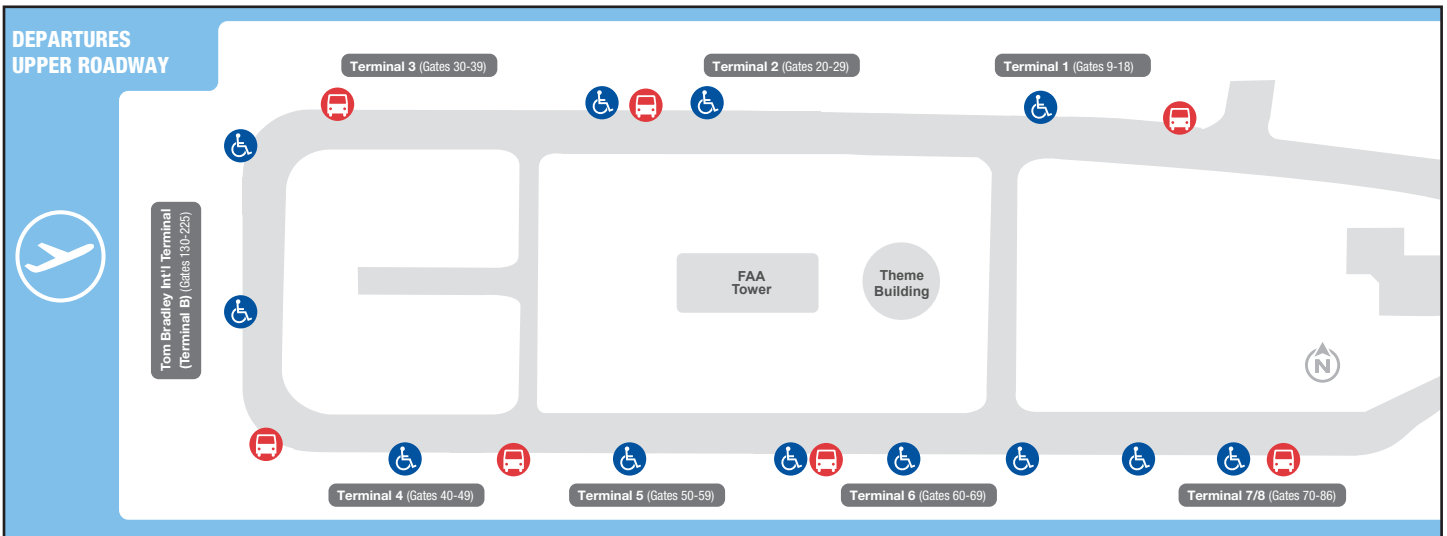 DEPARTURES
UPPER ROADWAY
Terminal 3 (Gates 30-39)
Terminal 2 (Gates 20-29)
Terminal 1 (Gates 9-18)
Tom Bradley Int'l Terminal
(Terminal B) (Gates 130-225)
FAA
Tower
Theme
Building
N
Terminal 4 (Gates 40-49)
Terminal 5 (Gates 50-59)
Terminal 6 (Gates 60-69)
Terminal 7/8 (Gates 70-86)